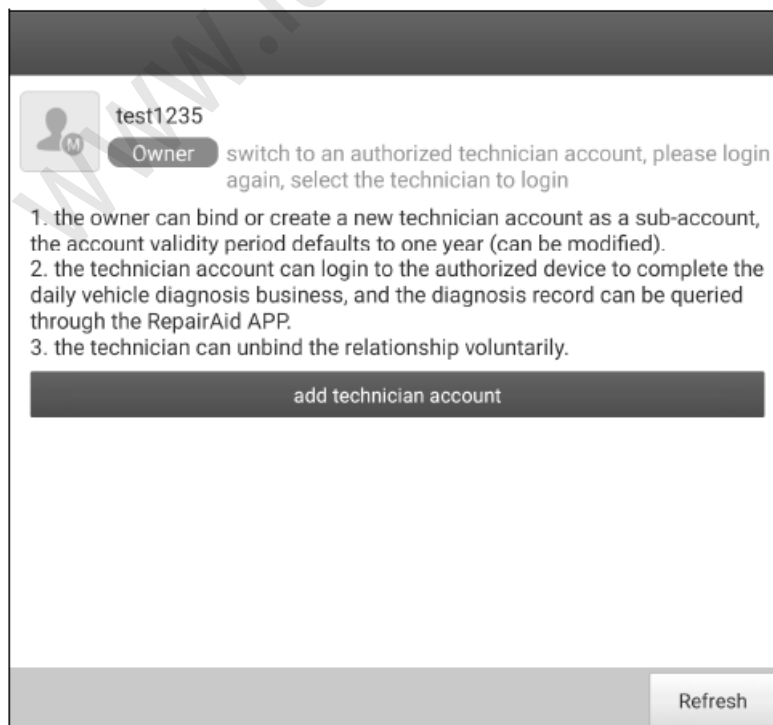 test1235
M
Owner
switch to an authorized technician account, please login
again, select the technician to login
1. the owner can bind or create a new technician account as a sub-account,
the account validity period defaults to one year (can be modified).
2. the technician account can login to the authorized device to complete the
daily vehicle diagnosis business, and the diagnosis record can be queried
through the RepairAid APP.
3. the technician can unbind the relationship voluntarily.
add technician account
Refresh
www.